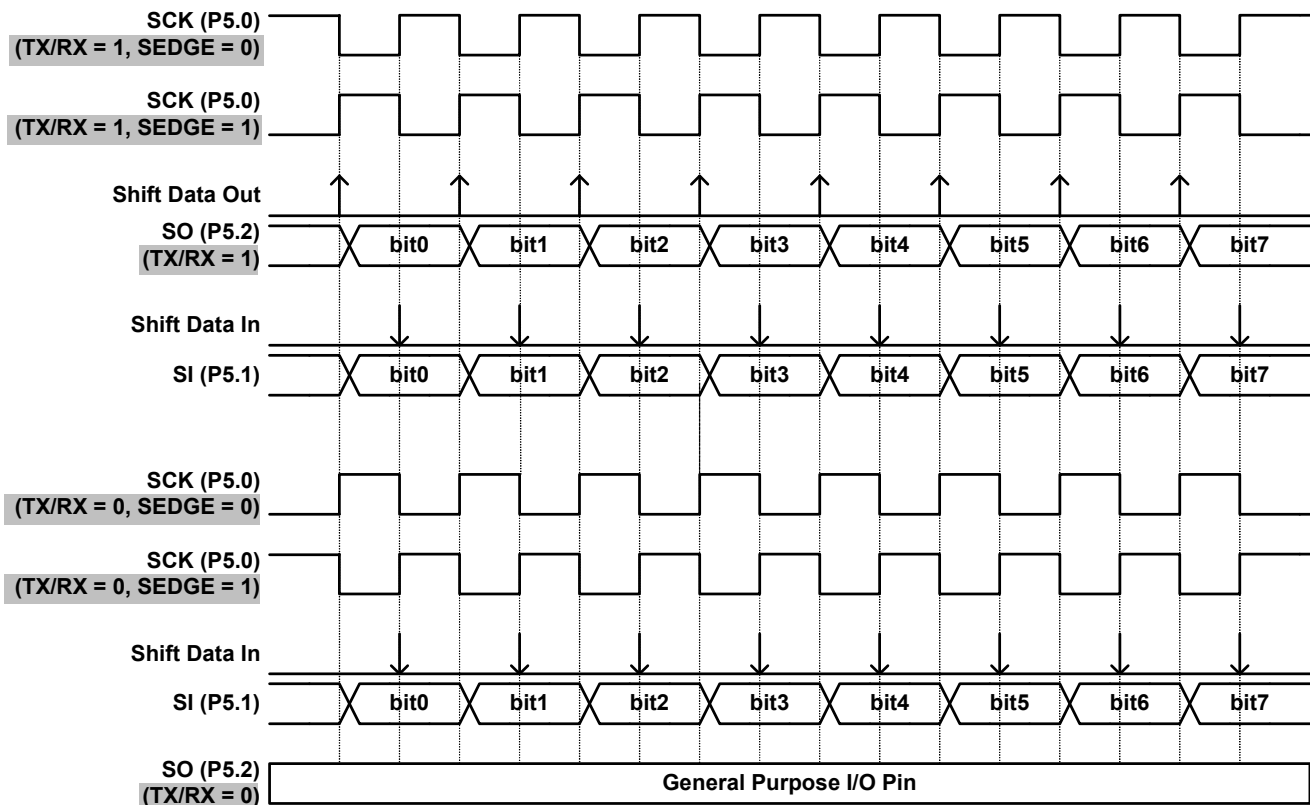 SCK (P5.0)
(TX/RX = 1, SEDGE = 0)
SCK (P5.0)
(TX/RX = 1, SEDGE = 1)
Shift Data Out
SO (P5.2)
(TX/RX = 1)
bit0 bit1 bit2 bit3 bit4 bit5 bit6 bit7
Shift Data In
SI (P5.1)
bit0 bit1 bit2 bit3 bit4 bit5 bit6 bit7
SCK (P5.0)
(TX/RX = 0, SEDGE = 0)
SCK (P5.0)
(TX/RX = 0, SEDGE = 1)
Shift Data In
SI (P5.1)
bit0 bit1 bit2 bit3 bit4 bit5 bit6 bit7
SO (P5.2)
(TX/RX = 0)
General Purpose I/O Pin